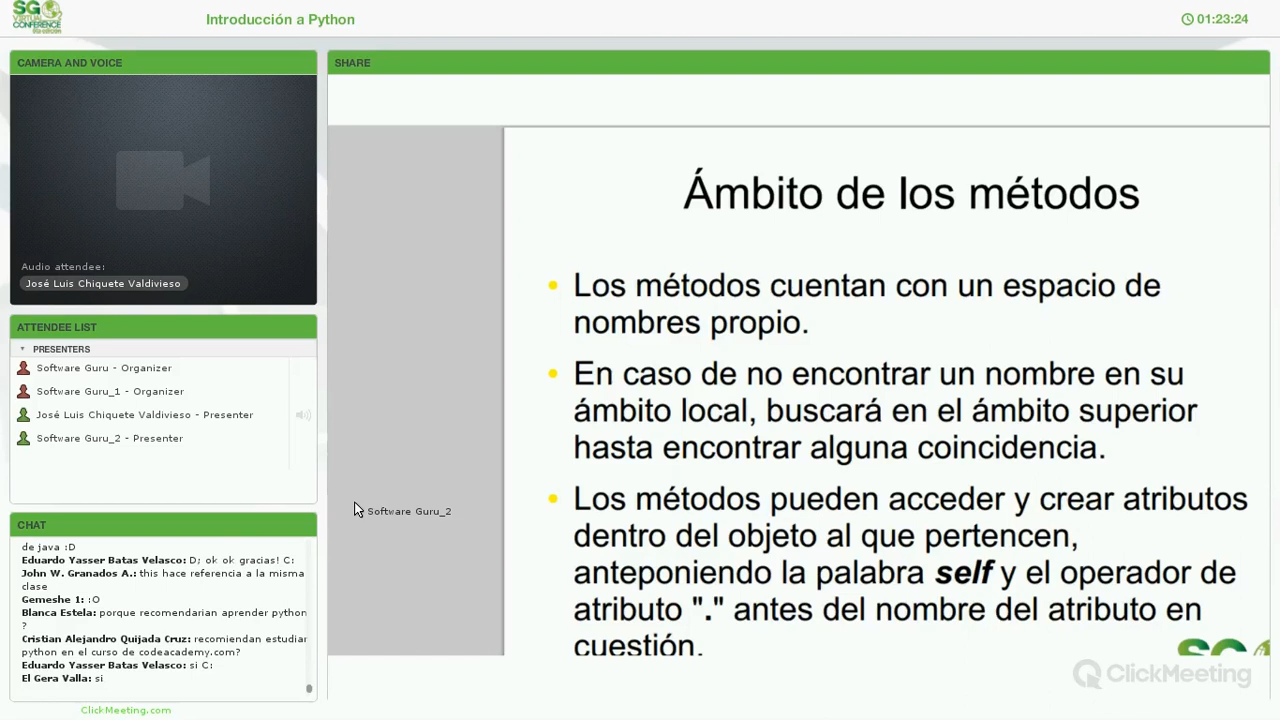 SG
VIRTUAL
CONFERENCE
Introducción a Python
01:23:24
CAMERA AND VOICE
Audio attendee:
José Luis Chiquete Valdivieso
ATTENDEE LIST
PRESENTERS
Software Guru - Organizer
Software Guru_1 - Organizer
José Luis Chiquete Valdivieso - Presenter
Software Guru_2 - Presenter
CHAT
de java :D
Eduardo Yasser Batas Velasco: D; ok ok gracias! C:
John W. Granados A.: this hace referencia a la misma
clase
Gemeshe 1: :O
Blanca Estela: porque recomendarian aprender python
?
Cristian Alejandro Quijada Cruz: recomiendan estudiar
python en el curso de codeacademy.com?
Eduardo Yasser Batas Velasco: si C:
El Gera Valla: si
ClickMeeting.com
SHARE
Ámbito de los métodos
• Los métodos cuentan con un espacio de
nombres propio.
• En caso de no encontrar un nombre en su
ámbito local, buscará en el ámbito superior
hasta encontrar alguna coincidencia.
• Los métodos pueden acceder y crear atributos
dentro del objeto al que pertencen,
anteponiendo la palabra self y el operador de
atributo "." antes del nombre del atributo en
cuestión.
Software Guru_2
SG
ClickMeeting